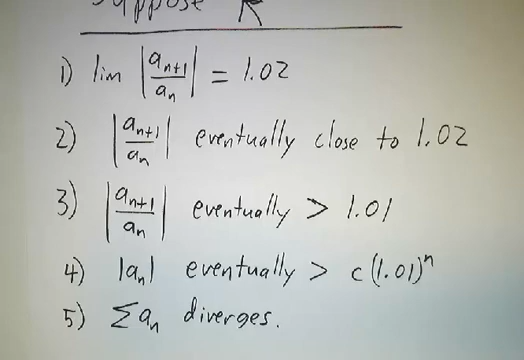 Suppose R
1) lim |a_{n+1}/a_n| = 1.02
2) |a_{n+1}/a_n| eventually close to 1.02
3) |a_{n+1}/a_n| eventually > 1.01
4) |a_n| eventually > c(1.01)^n
5) Σa_n diverges.